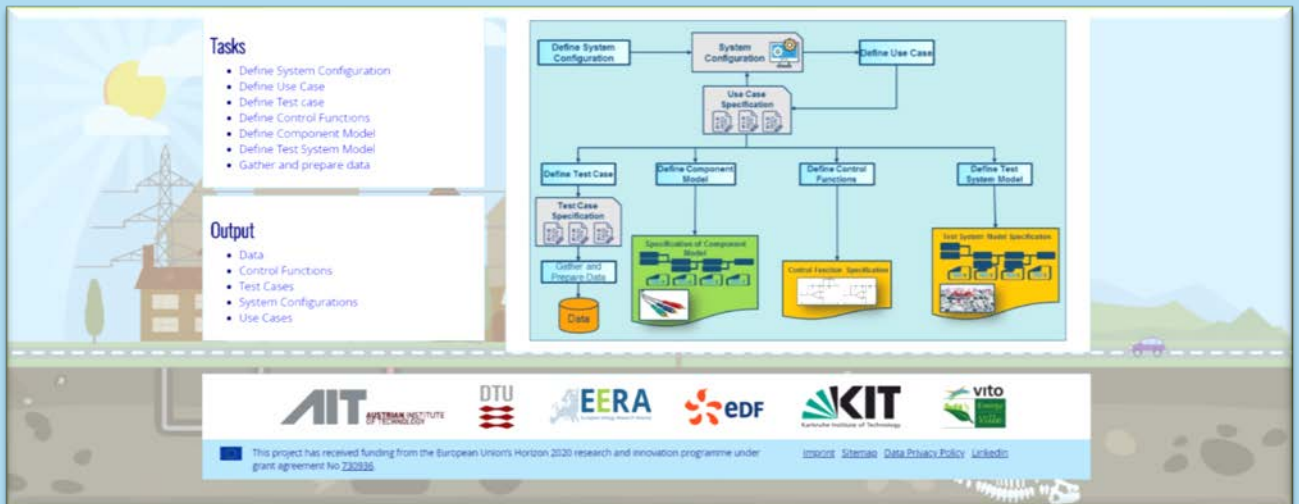 Tasks
Define System Configuration
Define Use Case
Define Test case
Define Control Functions
Define Component Model
Define Test System Model
Gather and prepare data
Output
Data
Control Functions
Test Cases
System Configurations
Use Cases
Define System
Configuration
System
Configuration
Define Use Case
Use Case
Specification
Define Test Case
Define Component
Model
Define Control
Functions
Define Test
System Model
Test Case
Specification
Gather and
Prepare Data
Data
Specification of Component
Model
Control Function Specification
Test System Model Specification
AIT AUSTRIAN INSTITUTE
OF TECHNOLOGY
DTU
EERA
European Energy Research Alliance
eDF
KIT
Karlsruhe Institute of Technology
vito
Energy
Ville
This project has received funding from the European Union's Horizon 2020 research and innovation programme under
grant agreement No 730936.
Imprint Sitemap Data Privacy Policy LinkedIn